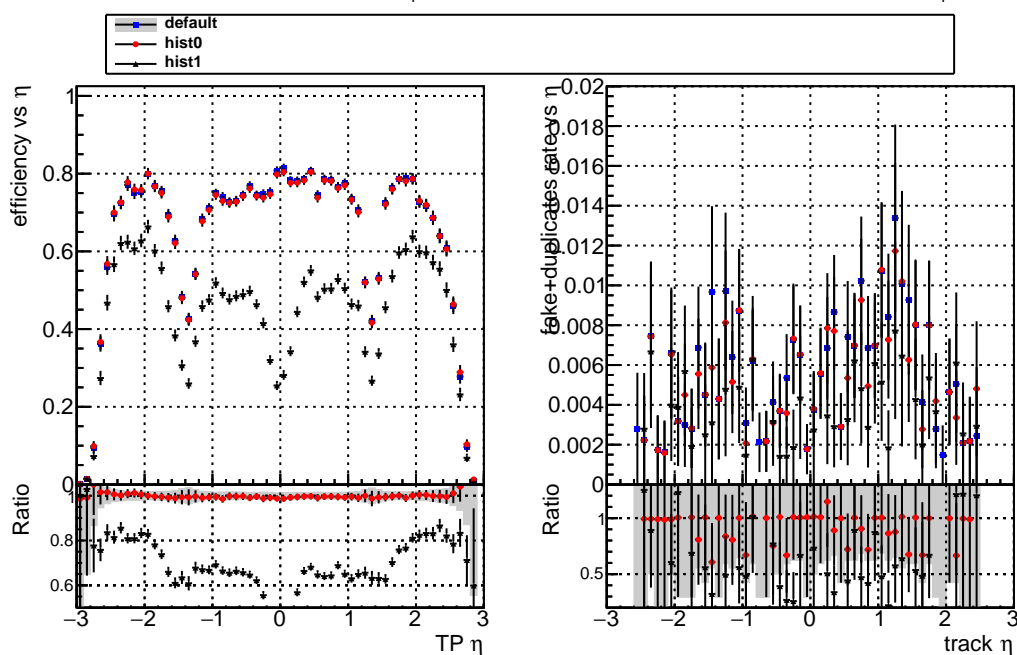 default
hist0
hist1
efficiency vs η
1
0.8
0.6
0.4
0.2
0
Ratio
1
0.8
0.6
−3 −2 −1 0 1 2 3
TP η
fake+duplicates rate vs η
0.02
0.018
0.016
0.014
0.012
0.01
0.008
0.006
0.004
0.002
0
Ratio
1
0.5
−3 −2 −1 0 1 2 3
track η